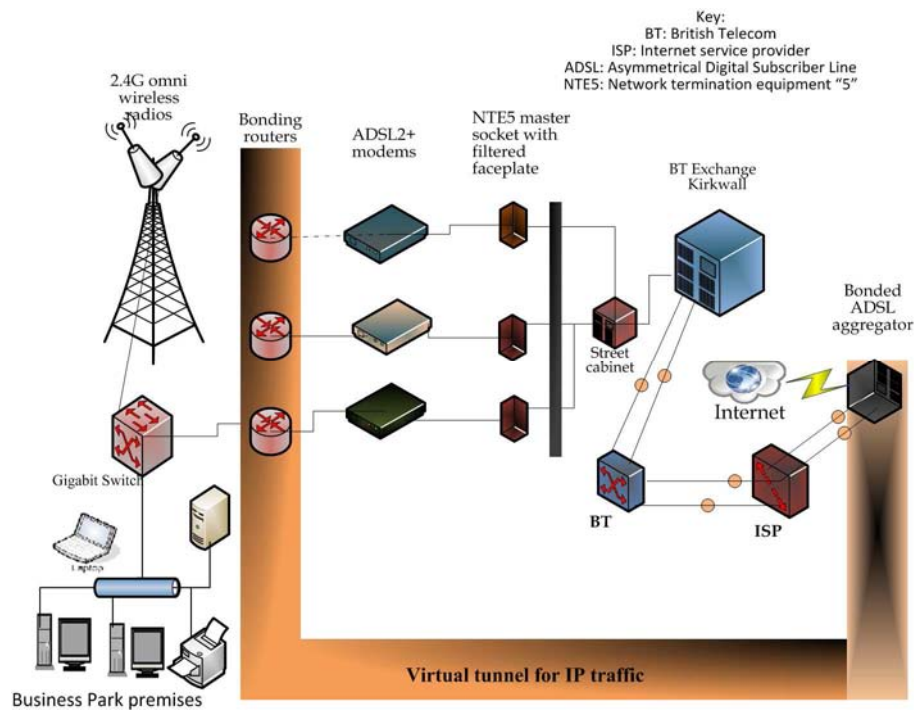 Key:
BT: British Telecom
ISP: Internet service provider
ADSL: Asymmetrical Digital Subscriber Line
NTE5: Network termination equipment “5”
2.4G omni
wireless
radios
Bonding
routers
ADSL2+
modems
NTE5 master
socket with
filtered
faceplate
BT Exchange
Kirkwall
Bonded
ADSL
aggregator
Street
cabinet
Internet
Gigabit Switch
BT
ISP
Laptop
Virtual tunnel for IP traffic
Business Park premises